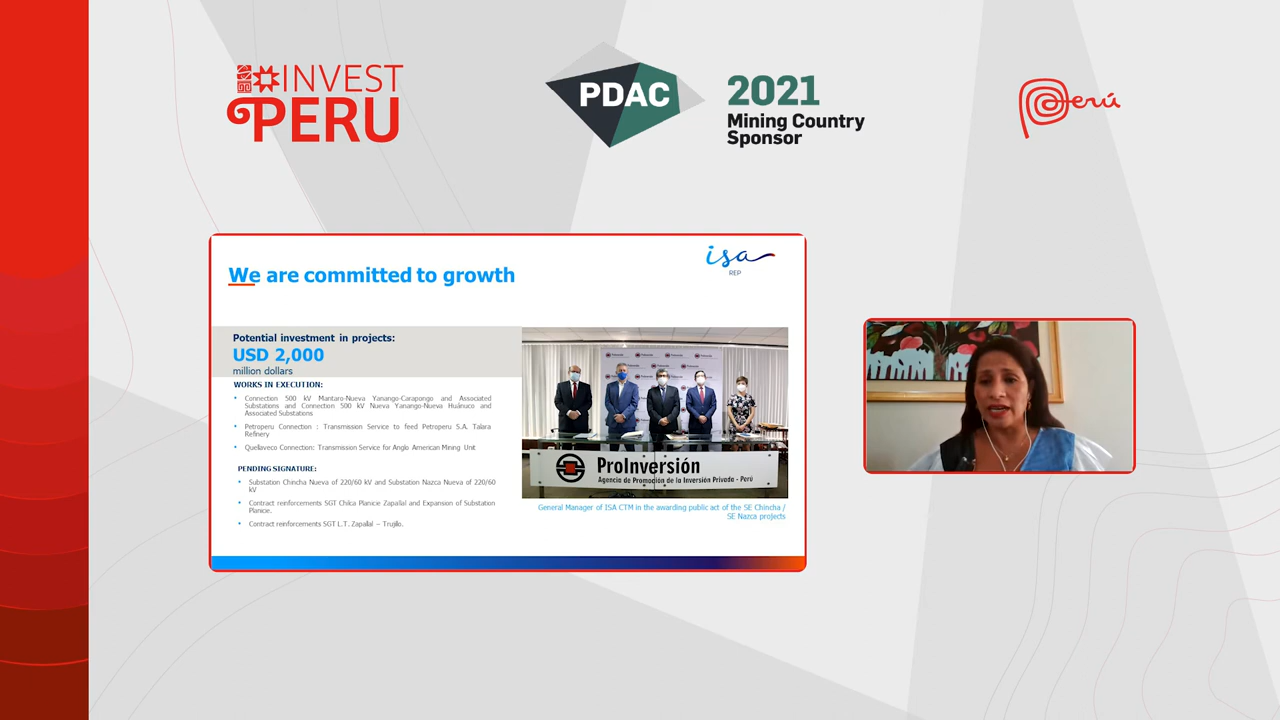 INVEST
PERU
PDAC
2021
Mining Country
Sponsor
Perú
isa
REP
We are committed to growth
Potential investment in projects:
USD 2,000
million dollars
WORKS IN EXECUTION:
Connection 500 kV Mantaro-Nueva Yanango-Carapongo and Associated
Substations and Connection 500 kV Nueva Yanango-Nueva Huánuco and
Associated Substations
Petroperu Connection : Transmission Service to feed Petroperu S.A. Talara
Refinery
Quellaveco Connection: Transmission Service for Anglo American Mining Unit
PENDING SIGNATURE:
Substation Chincha Nueva of 220/60 kV and Substation Nazca Nueva of 220/60
kV
Contract reinforcements SGT Chilca Planicie Zapallal and Expansion of Substation
Planicie.
Contract reinforcements SGT L.T. Zapallal – Trujillo.
ProInversión
Agencia de Promoción de la Inversión Privada - Perú
General Manager of ISA CTM in the awarding public act of the SE Chincha /
SE Nazca projects